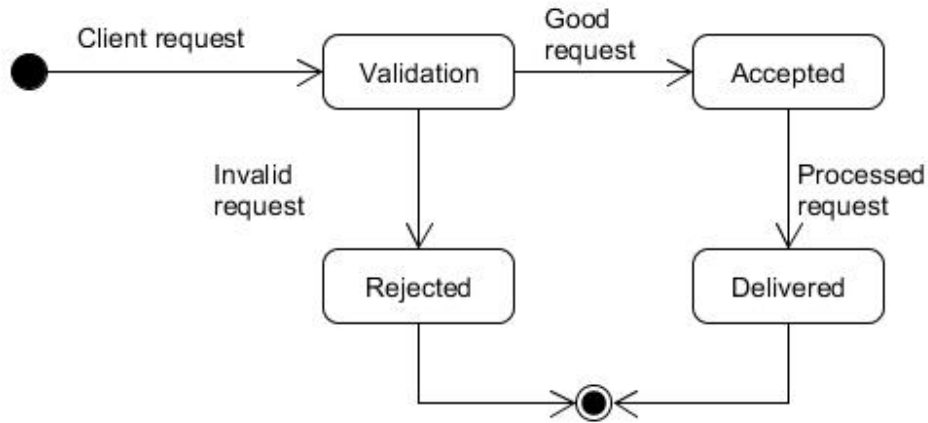 Client request
Good
request
Validation
Accepted
Invalid
request
Processed
request
Rejected
Delivered